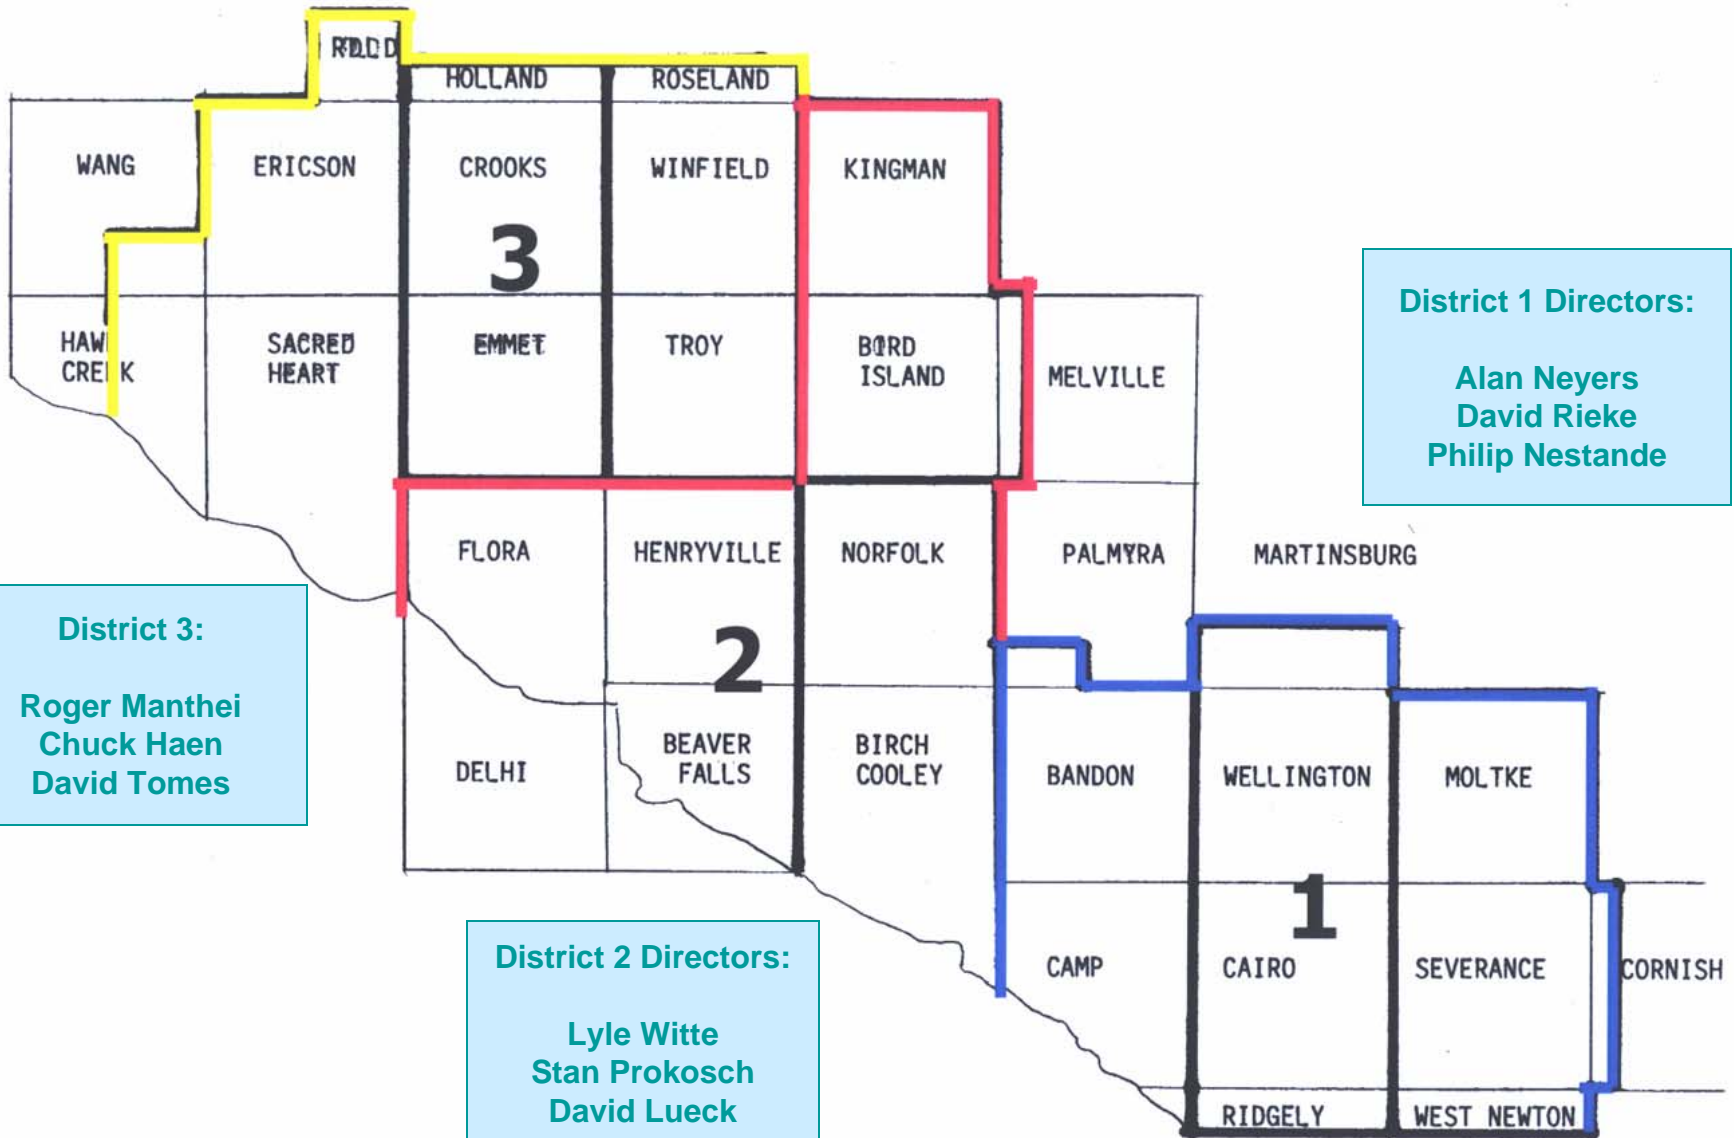 HOLLAND
ROSELAND
WANG
ERICSON
CROOKS
WINFIELD
KINGMAN
3
SACRED
HEART
EMMET
TROY
BIRD
ISLAND
MELVILLE
District 1 Directors:
Alan Neyers
David Rieke
Philip Nestande
FLORA
HENRYVILLE
NORFOLK
PALMYRA
MARTINSBURG
District 3:
Roger Manthei
Chuck Haen
David Tomes
2
DELHI
BEAVER
FALLS
BIRCH
COOLEY
BANDON
WELLINGTON
MOLTKE
1
CAMP
CAIRO
SEVERANCE
CORNISH
District 2 Directors:
Lyle Witte
Stan Prokosch
David Lueck
RIDGELY
WEST NEWTON